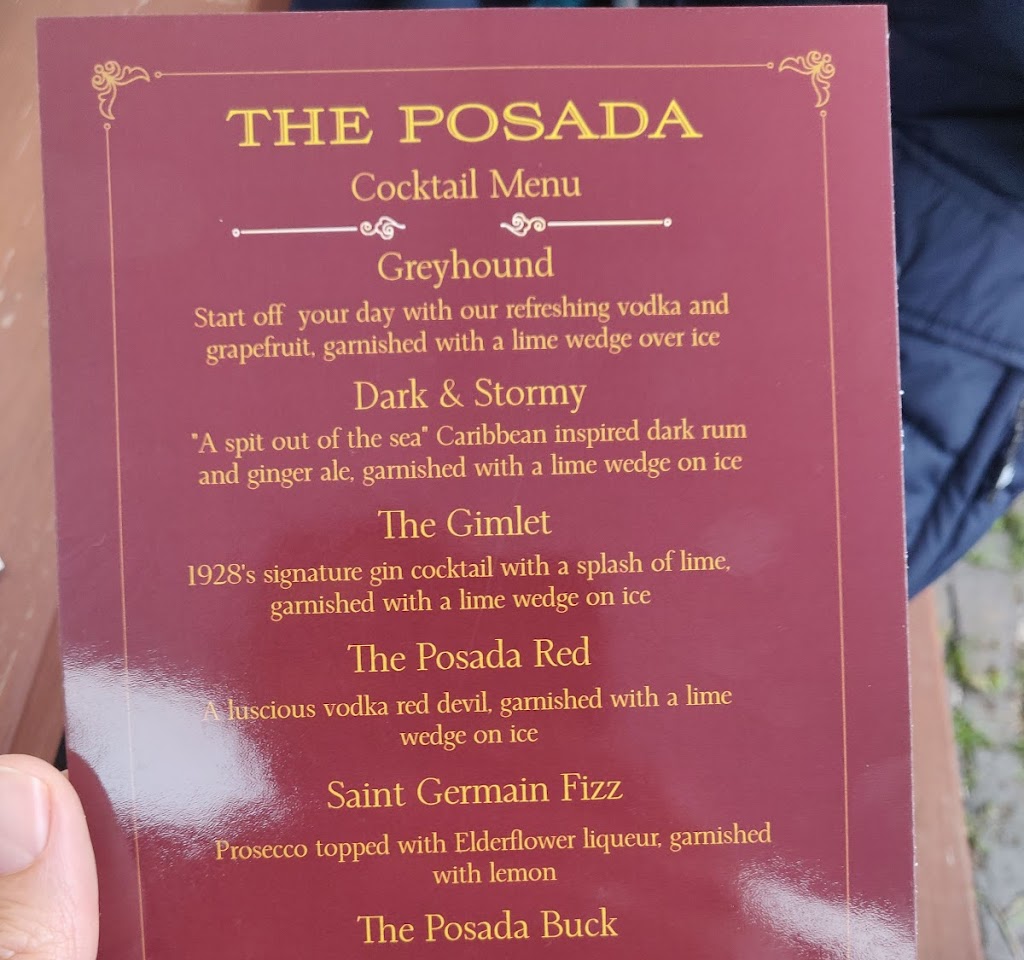 THE POSADA
Cocktail Menu
Greyhound
Start off your day with our refreshing vodka and
grapefruit, garnished with a lime wedge over ice
Dark & Stormy
"A spit out of the sea" Caribbean inspired dark rum
and ginger ale, garnished with a lime wedge on ice
The Gimlet
1928's signature gin cocktail with a splash of lime,
garnished with a lime wedge on ice
The Posada Red
A luscious vodka red devil, garnished with a lime
wedge on ice
Saint Germain Fizz
Prosecco topped with Elderflower liqueur, garnished
with lemon
The Posada Buck